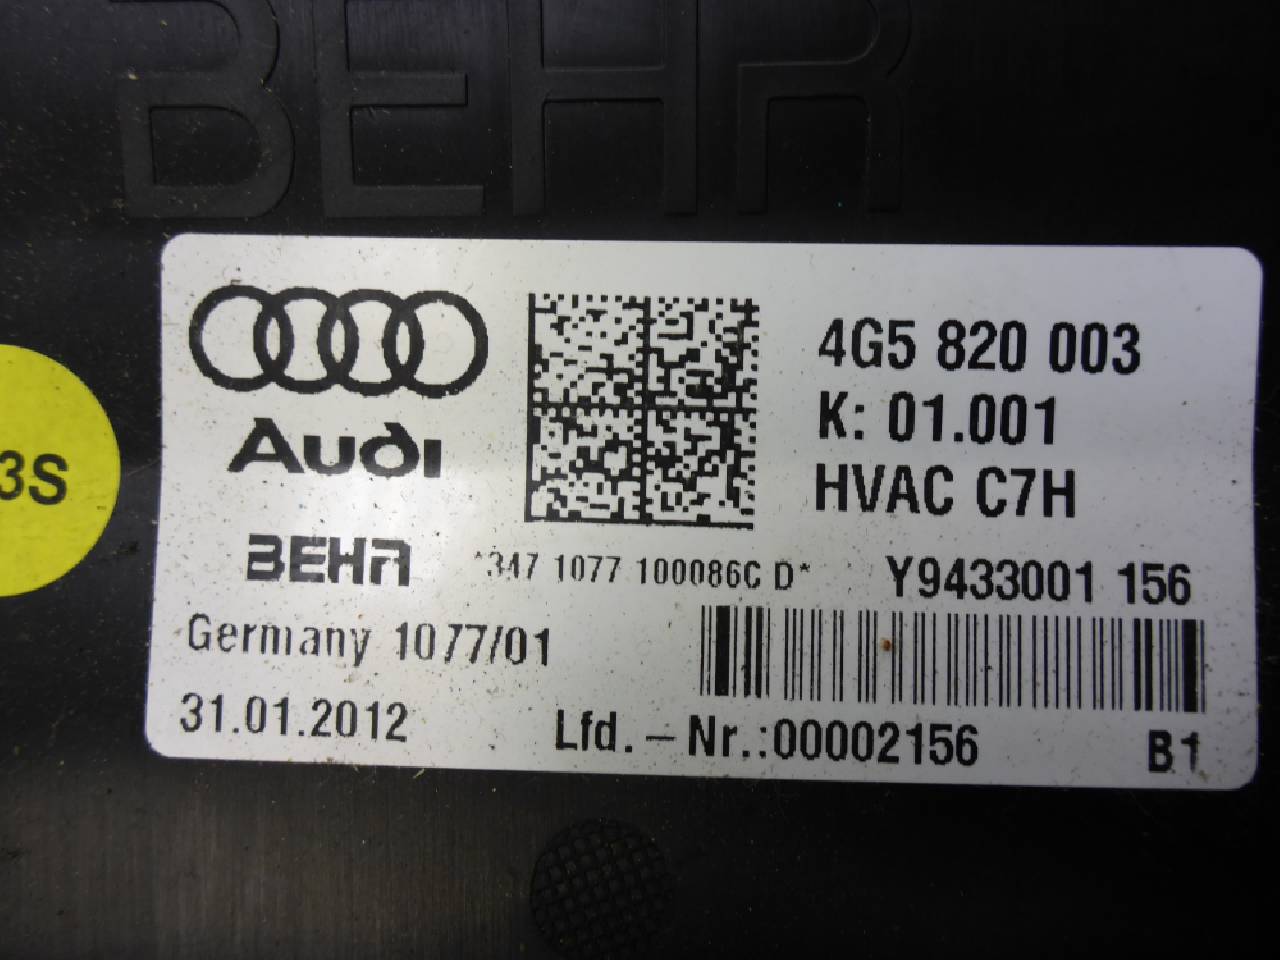 BEHR
Audi
4G5 820 003
K: 01.001
HVAC C7H
BEHR
*347 1077 100086C D*
Y9433001 156
Germany 1077/01
31.01.2012
Lfd. – Nr.:00002156
B1
3S